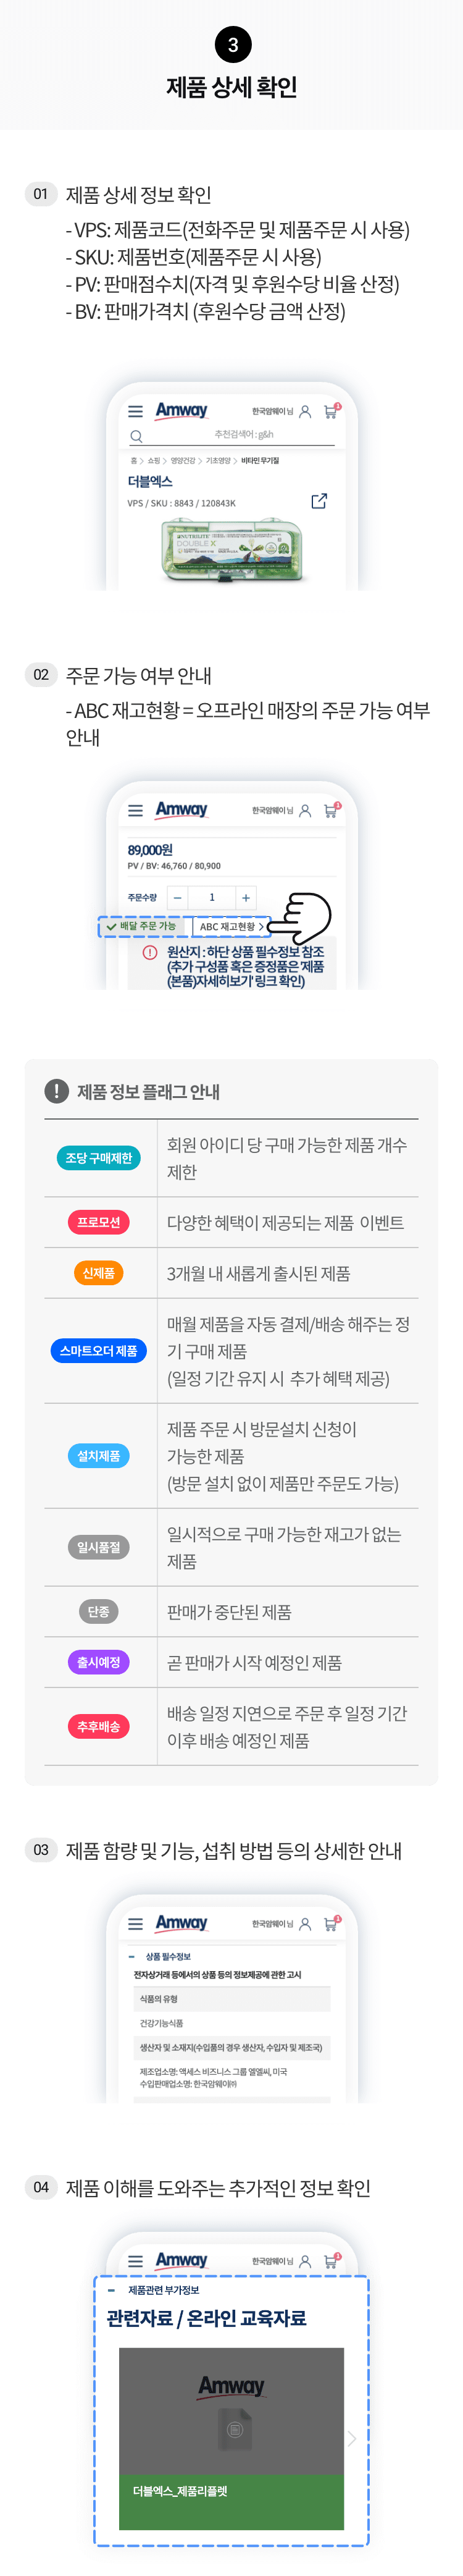 3
제품 상세 확인
01 제품 상세 정보 확인
- VPS: 제품코드(전화주문 및 제품주문 시 사용)
- SKU: 제품번호(제품주문 시 사용)
- PV: 판매점수치(자격 및 후원수당 비율 산정)
- BV: 판매가격치 (후원수당 금액 산정)
Amway 한국암웨이 님 1
추천검색어 : g&h
홈 > 쇼핑 > 영양건강 > 기초영양 > 비타민 무기질
더블엑스
VPS / SKU : 8843 / 120843K
NUTRILITE
DOUBLE X
02 주문 가능 여부 안내
- ABC 재고현황 = 오프라인 매장의 주문 가능 여부
안내
Amway 한국암웨이 님 1
89,000원
PV / BV: 46,760 / 80,900
주문수량 − 1 +
배달 주문 가능 ABC 재고현황 >
원산지 : 하단 상품 필수정보 참조
(추가 구성품 혹은 증정품은 '제품
(본품)자세히보기' 링크 확인)
! 제품 정보 플래그 안내
조당 구매제한 회원 아이디 당 구매 가능한 제품 개수
제한
프로모션 다양한 혜택이 제공되는 제품 이벤트
신제품 3개월 내 새롭게 출시된 제품
스마트오더 제품 매월 제품을 자동 결제/배송 해주는 정
기 구매 제품
(일정 기간 유지 시 추가 혜택 제공)
설치제품 제품 주문 시 방문설치 신청이
가능한 제품
(방문 설치 없이 제품만 주문도 가능)
일시품절 일시적으로 구매 가능한 재고가 없는
제품
단종 판매가 중단된 제품
출시예정 곧 판매가 시작 예정인 제품
추후배송 배송 일정 지연으로 주문 후 일정 기간
이후 배송 예정인 제품
03 제품 함량 및 기능, 섭취 방법 등의 상세한 안내
Amway 한국암웨이 님 1
− 상품 필수정보
전자상거래 등에서의 상품 등의 정보제공에 관한 고시
식품의 유형
건강기능식품
생산자 및 소재지(수입품의 경우 생산자, 수입자 및 제조국)
제조업소명: 액세스 비즈니스 그룹 엘엘씨, 미국
수입판매업소명: 한국암웨이㈜
04 제품 이해를 도와주는 추가적인 정보 확인
Amway 한국암웨이 님 1
− 제품관련 부가정보
관련자료 / 온라인 교육자료
Amway
더블엑스_제품리플렛